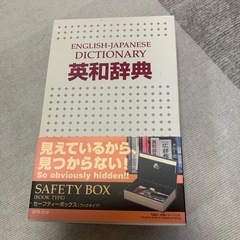 ENGLISH-JAPANESE
DICTIONARY
英和辞典
見えているから、
見つからない!
So obviously hidden!!
SAFETY BOX
(BOOK TYPE)
セーフティーボックス(ブックタイプ)